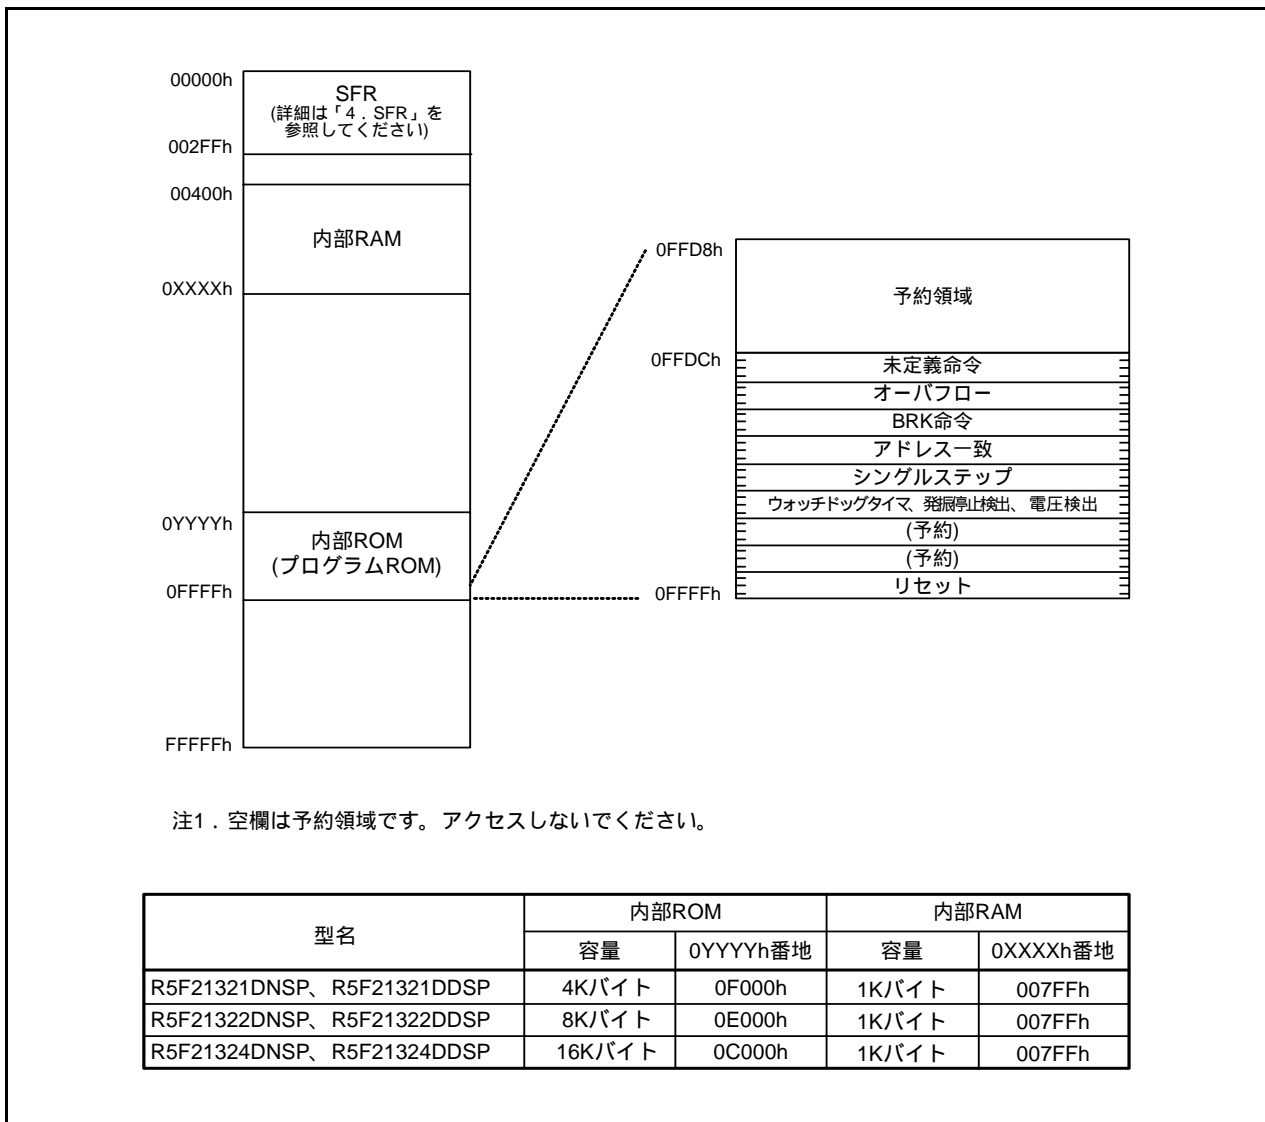 00000h
SFR
(詳細は「4．SFR」を
参照してください)
002FFh
00400h
内部RAM
0XXXXh
0YYYYh
内部ROM
(プログラムROM)
0FFFFh
FFFFFh
0FFD8h
予約領域
0FFDCh
未定義命令
オーバフロー
BRK命令
アドレス一致
シングルステップ
ウォッチドッグタイマ、発振停止検出、電圧検出
(予約)
(予約)
リセット
0FFFFh
注1．空欄は予約領域です。アクセスしないでください。
型名 内部ROM 内部RAM
容量 0YYYYh番地 容量 0XXXXh番地
R5F21321DNSP、R5F21321DDSP 4Kバイト 0F000h 1Kバイト 007FFh
R5F21322DNSP、R5F21322DDSP 8Kバイト 0E000h 1Kバイト 007FFh
R5F21324DNSP、R5F21324DDSP 16Kバイト 0C000h 1Kバイト 007FFh